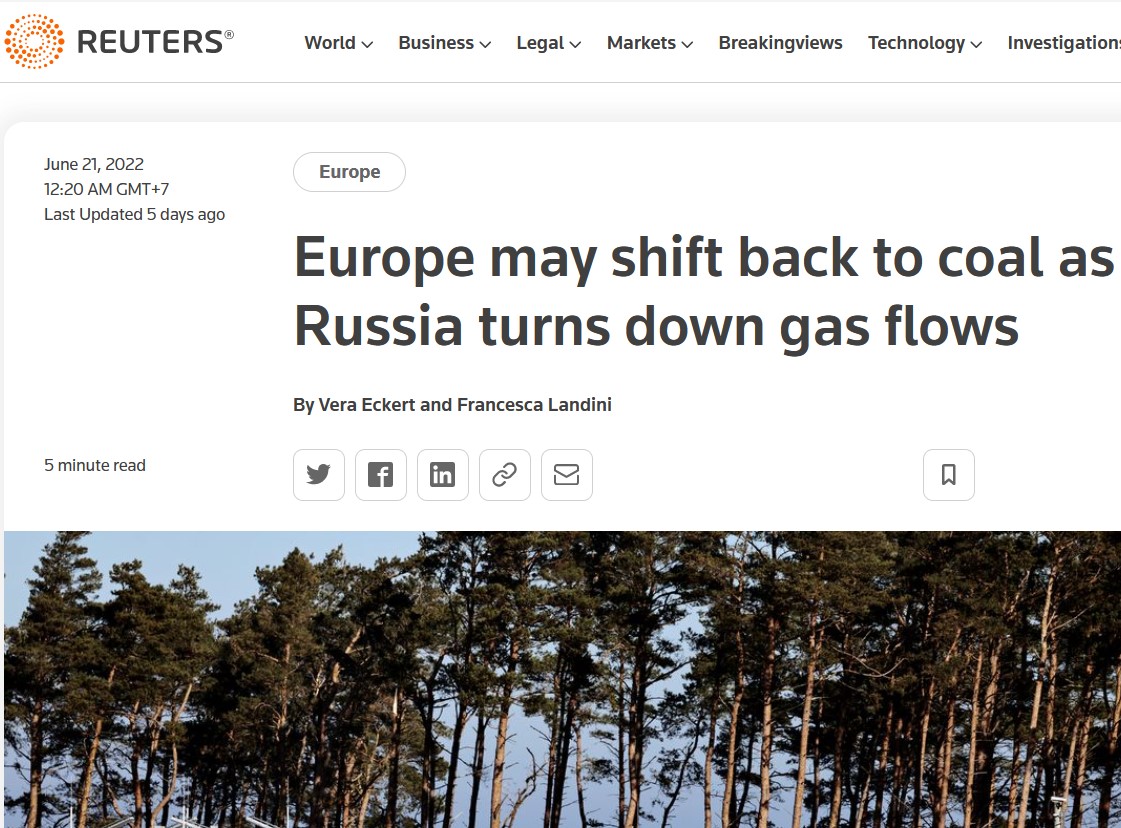 REUTERS®
World Business Legal Markets Breakingviews Technology Investigations
June 21, 2022
12:20 AM GMT+7
Last Updated 5 days ago
Europe
Europe may shift back to coal as
Russia turns down gas flows
By Vera Eckert and Francesca Landini
5 minute read